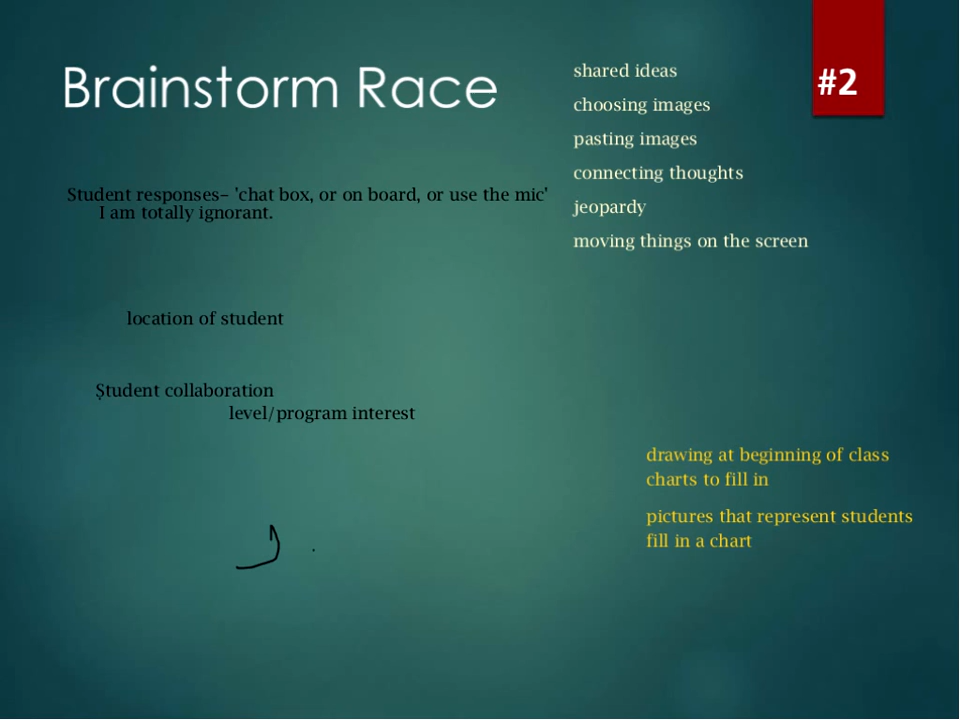 Brainstorm Race
#2
shared ideas
choosing images
pasting images
connecting thoughts
jeopardy
moving things on the screen
Student responses– 'chat box, or on board, or use the mic'
I am totally ignorant.
location of student
Student collaboration
level/program interest
drawing at beginning of class
charts to fill in
pictures that represent students
fill in a chart